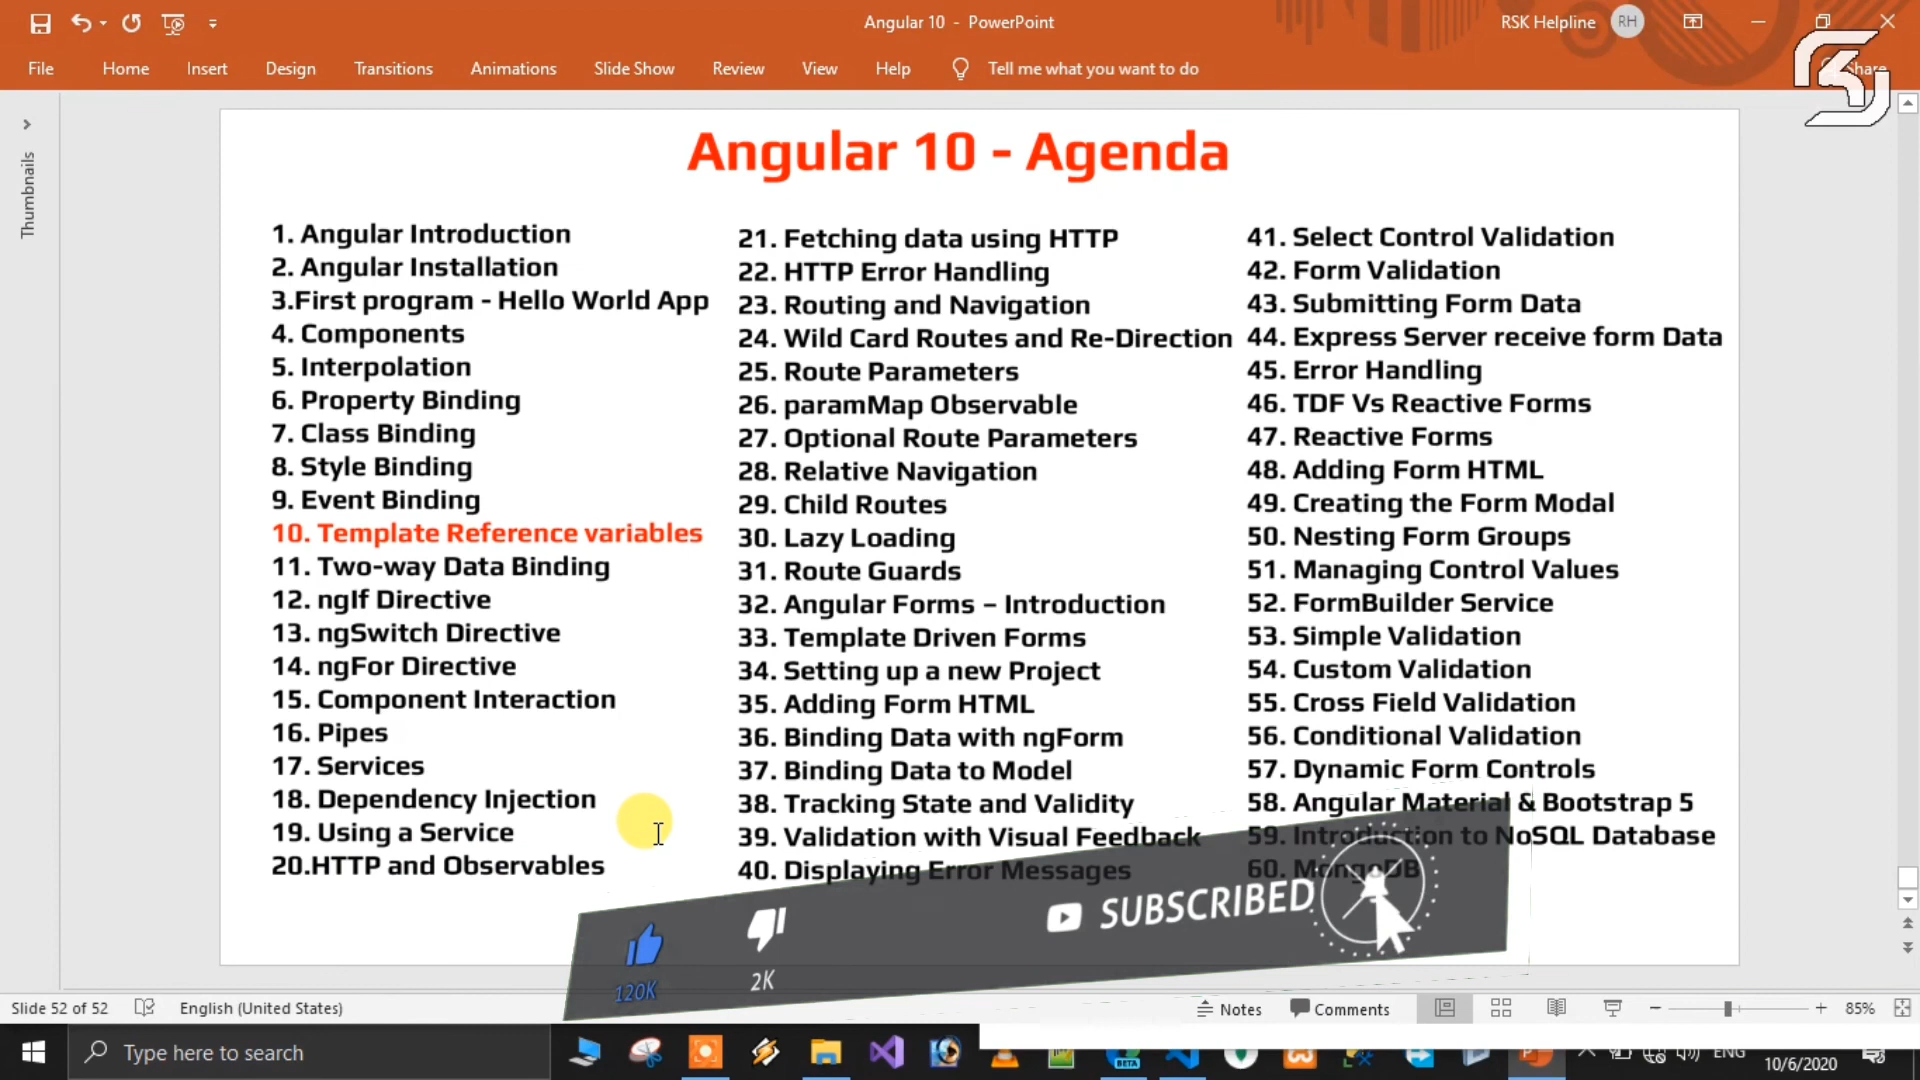 Angular 10 - PowerPoint
RSK Helpline
RH
File
Home
Insert
Design
Transitions
Animations
Slide Show
Review
View
Help
Tell me what you want to do
Share
Thumbnails
Angular 10 - Agenda
1. Angular Introduction
2. Angular Installation
3.First program - Hello World App
4. Components
5. Interpolation
6. Property Binding
7. Class Binding
8. Style Binding
9. Event Binding
10. Template Reference variables
11. Two-way Data Binding
12. ngIf Directive
13. ngSwitch Directive
14. ngFor Directive
15. Component Interaction
16. Pipes
17. Services
18. Dependency Injection
19. Using a Service
20.HTTP and Observables
21. Fetching data using HTTP
22. HTTP Error Handling
23. Routing and Navigation
24. Wild Card Routes and Re-Direction
25. Route Parameters
26. paramMap Observable
27. Optional Route Parameters
28. Relative Navigation
29. Child Routes
30. Lazy Loading
31. Route Guards
32. Angular Forms – Introduction
33. Template Driven Forms
34. Setting up a new Project
35. Adding Form HTML
36. Binding Data with ngForm
37. Binding Data to Model
38. Tracking State and Validity
39. Validation with Visual Feedback
40. Displaying Error Messages
41. Select Control Validation
42. Form Validation
43. Submitting Form Data
44. Express Server receive form Data
45. Error Handling
46. TDF Vs Reactive Forms
47. Reactive Forms
48. Adding Form HTML
49. Creating the Form Modal
50. Nesting Form Groups
51. Managing Control Values
52. FormBuilder Service
53. Simple Validation
54. Custom Validation
55. Cross Field Validation
56. Conditional Validation
57. Dynamic Form Controls
58. Angular Material & Bootstrap 5
59. Introduction to NoSQL Database
60. MongoDB
120K
2K
SUBSCRIBED
Slide 52 of 52
English (United States)
Notes
Comments
85%
Type here to search
BETA
ENG
10/6/2020